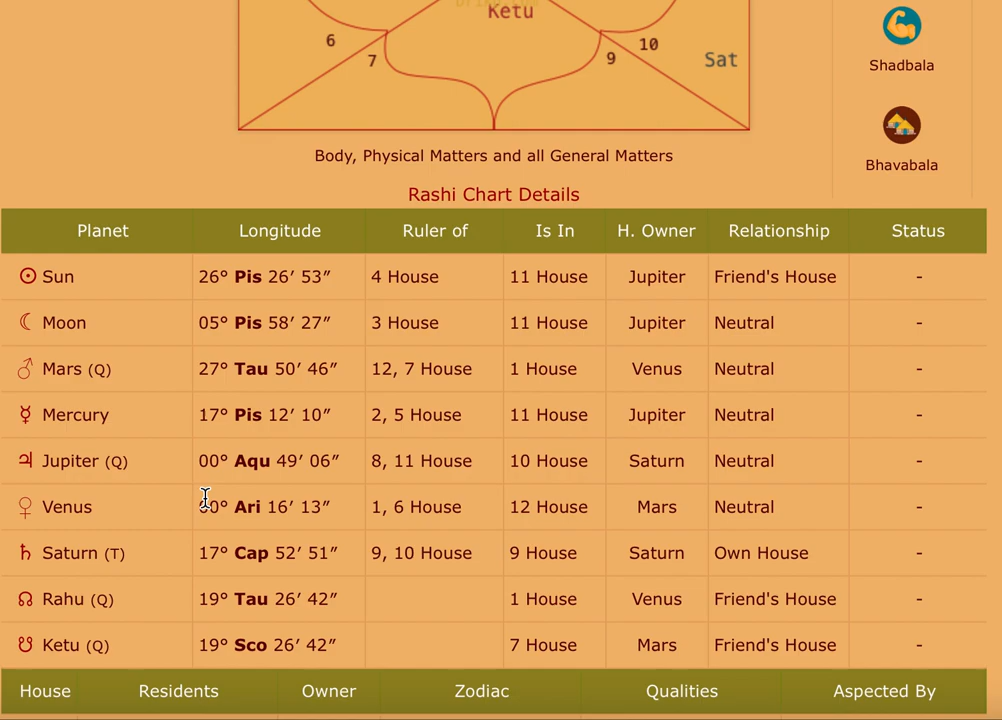 Ketu
6
10
7
9
Sat
Shadbala
Bhavabala
Body, Physical Matters and all General Matters
Rashi Chart Details
Planet Longitude Ruler of Is In H. Owner Relationship Status
☉ Sun 26° Pis 26′ 53″ 4 House 11 House Jupiter Friend's House -
☾ Moon 05° Pis 58′ 27″ 3 House 11 House Jupiter Neutral -
♂ Mars (Q) 27° Tau 50′ 46″ 12, 7 House 1 House Venus Neutral -
☿ Mercury 17° Pis 12′ 10″ 2, 5 House 11 House Jupiter Neutral -
♃ Jupiter (Q) 00° Aqu 49′ 06″ 8, 11 House 10 House Saturn Neutral -
♀ Venus 00° Ari 16′ 13″ 1, 6 House 12 House Mars Neutral -
♄ Saturn (T) 17° Cap 52′ 51″ 9, 10 House 9 House Saturn Own House -
☊ Rahu (Q) 19° Tau 26′ 42″ 1 House Venus Friend's House -
☋ Ketu (Q) 19° Sco 26′ 42″ 7 House Mars Friend's House -
House Residents Owner Zodiac Qualities Aspected By